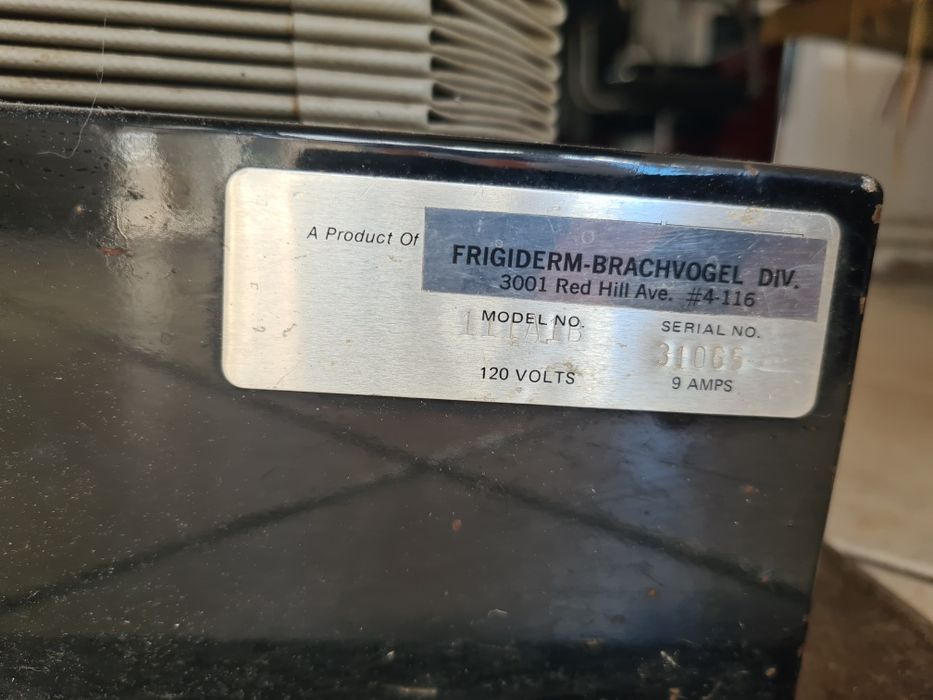 A Product Of
FRIGIDERM-BRACHVOGEL DIV.
3001 Red Hill Ave. #4-116
MODEL NO.
SERIAL NO.
31065
120 VOLTS
9 AMPS